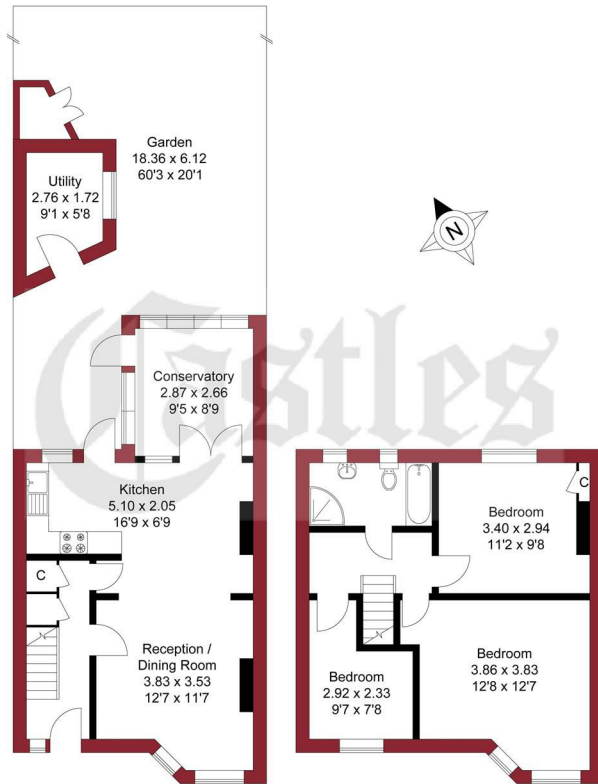 Garden
18.36 x 6.12
60'3 x 20'1
Utility
2.76 x 1.72
9'1 x 5'8
N
Castles
Conservatory
2.87 x 2.66
9'5 x 8'9
Kitchen
5.10 x 2.05
16'9 x 6'9
C
Reception /
Dining Room
3.83 x 3.53
12'7 x 11'7
C
Bedroom
3.40 x 2.94
11'2 x 9'8
Bedroom
2.92 x 2.33
9'7 x 7'8
Bedroom
3.86 x 3.83
12'8 x 12'7